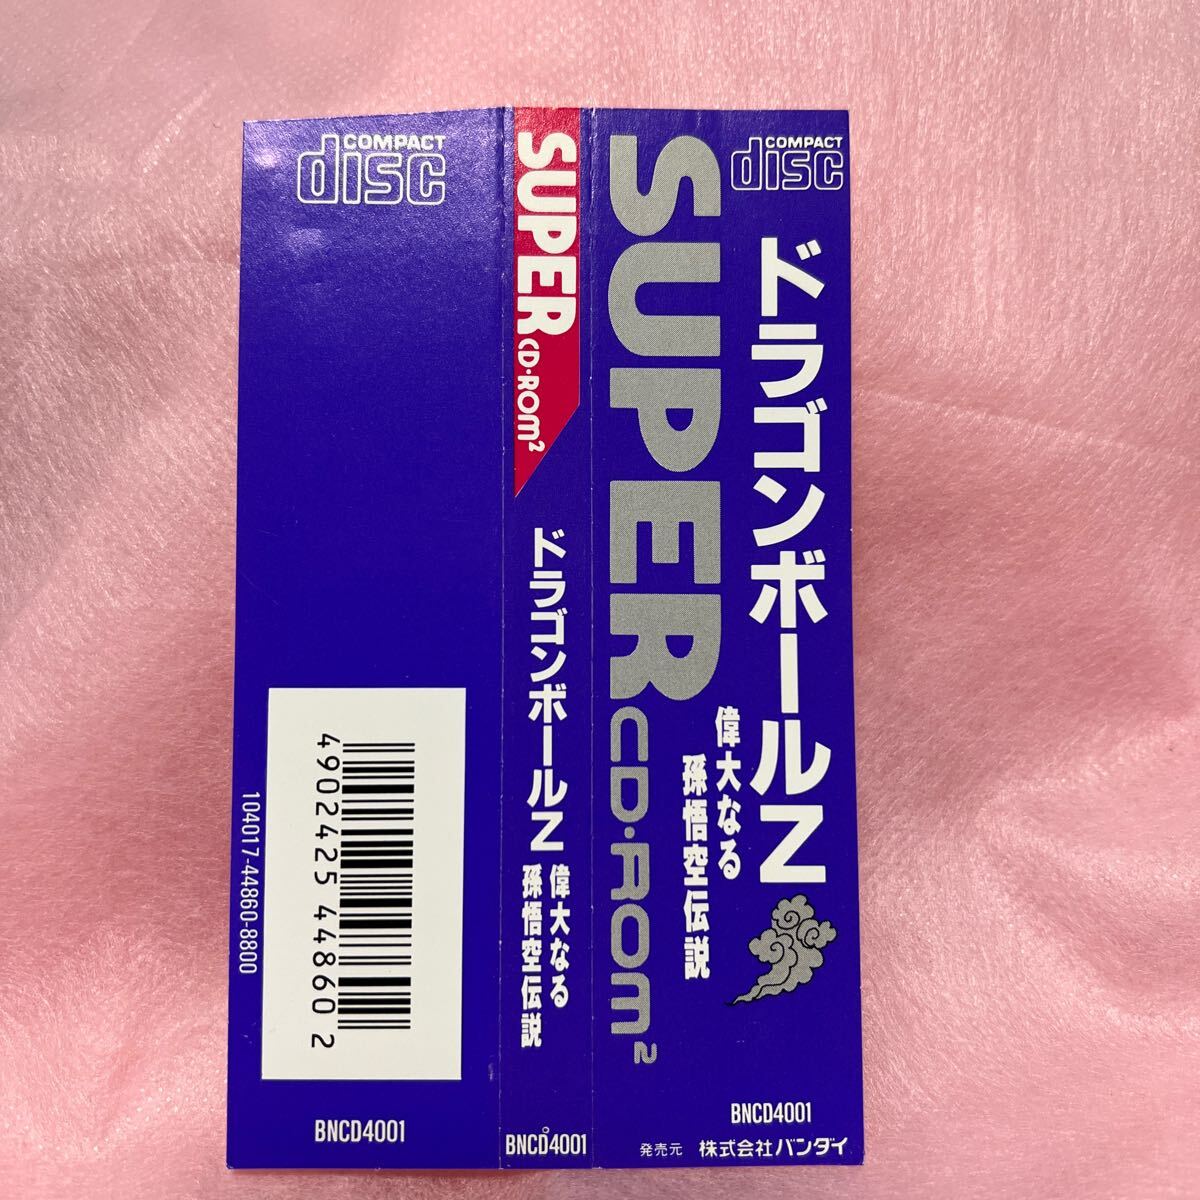 COMPACT
disc
4902425448602
104017-44860-8800
BNCD4001
SUPER
CD-ROM²
ドラゴンボールZ
偉大なる
孫悟空伝説
BNCD4001
COMPACT
disc
SUPER
CD-ROM²
ドラゴンボールZ
偉大なる
孫悟空伝説
BNCD4001
発売元 株式会社バンダイ